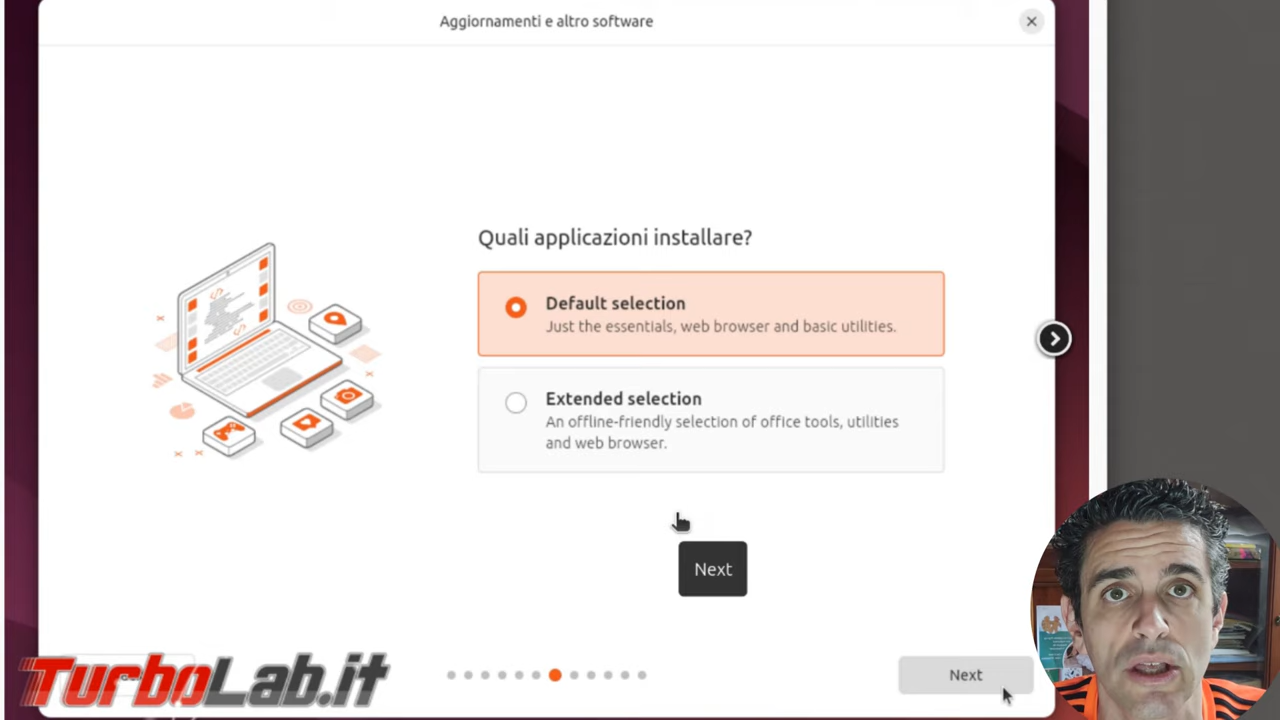 Aggiornamenti e altro software
Quali applicazioni installare?
Default selection
Just the essentials, web browser and basic utilities.
Extended selection
An offline-friendly selection of office tools, utilities
and web browser.
Next
TurboLab.it
Next